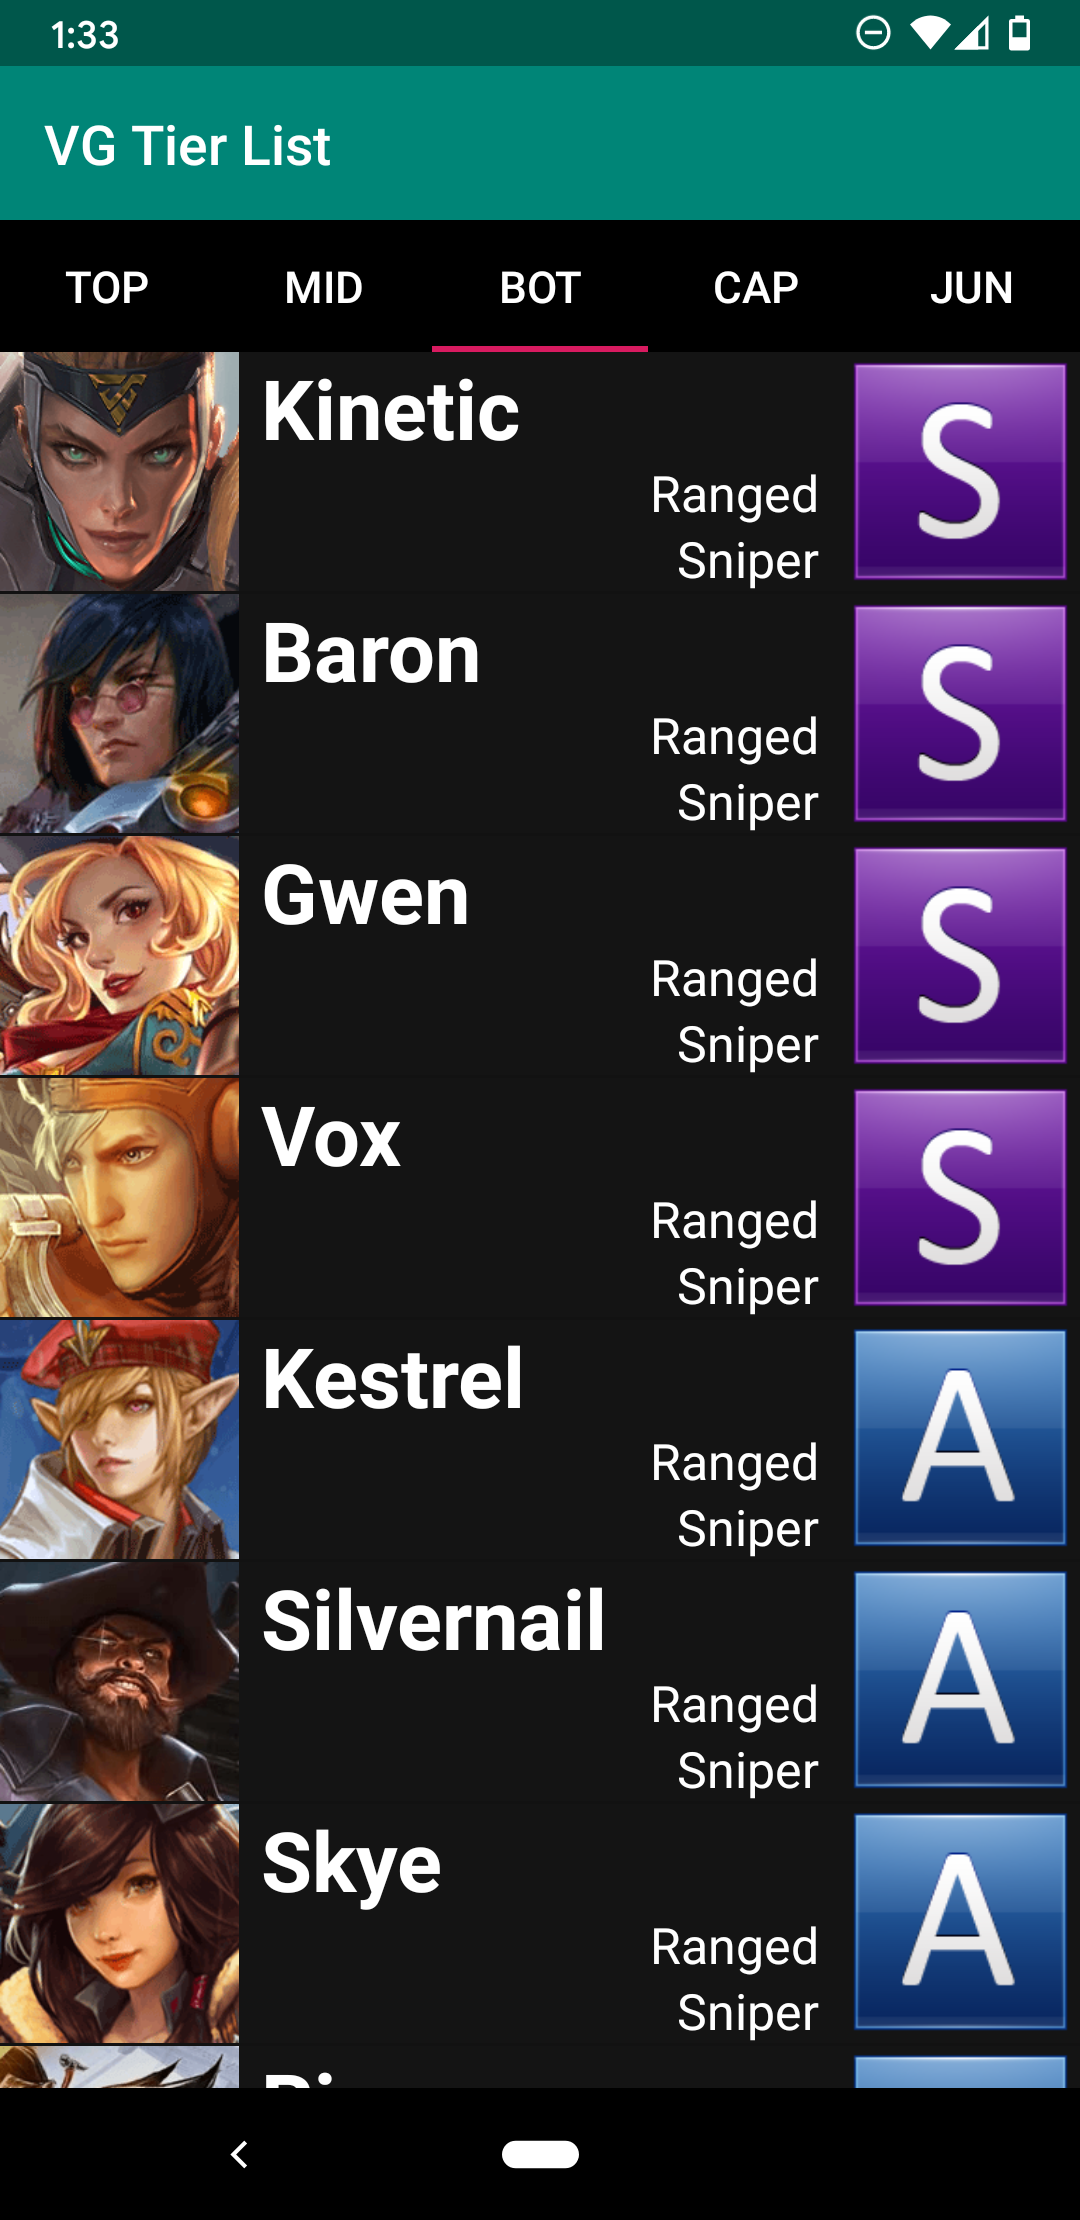 1:33
VG Tier List
TOP MID BOT CAP JUN
Kinetic
Ranged
Sniper
S
Baron
Ranged
Sniper
S
Gwen
Ranged
Sniper
S
Vox
Ranged
Sniper
S
Kestrel
Ranged
Sniper
A
Silvernail
Ranged
Sniper
A
Skye
Ranged
Sniper
A